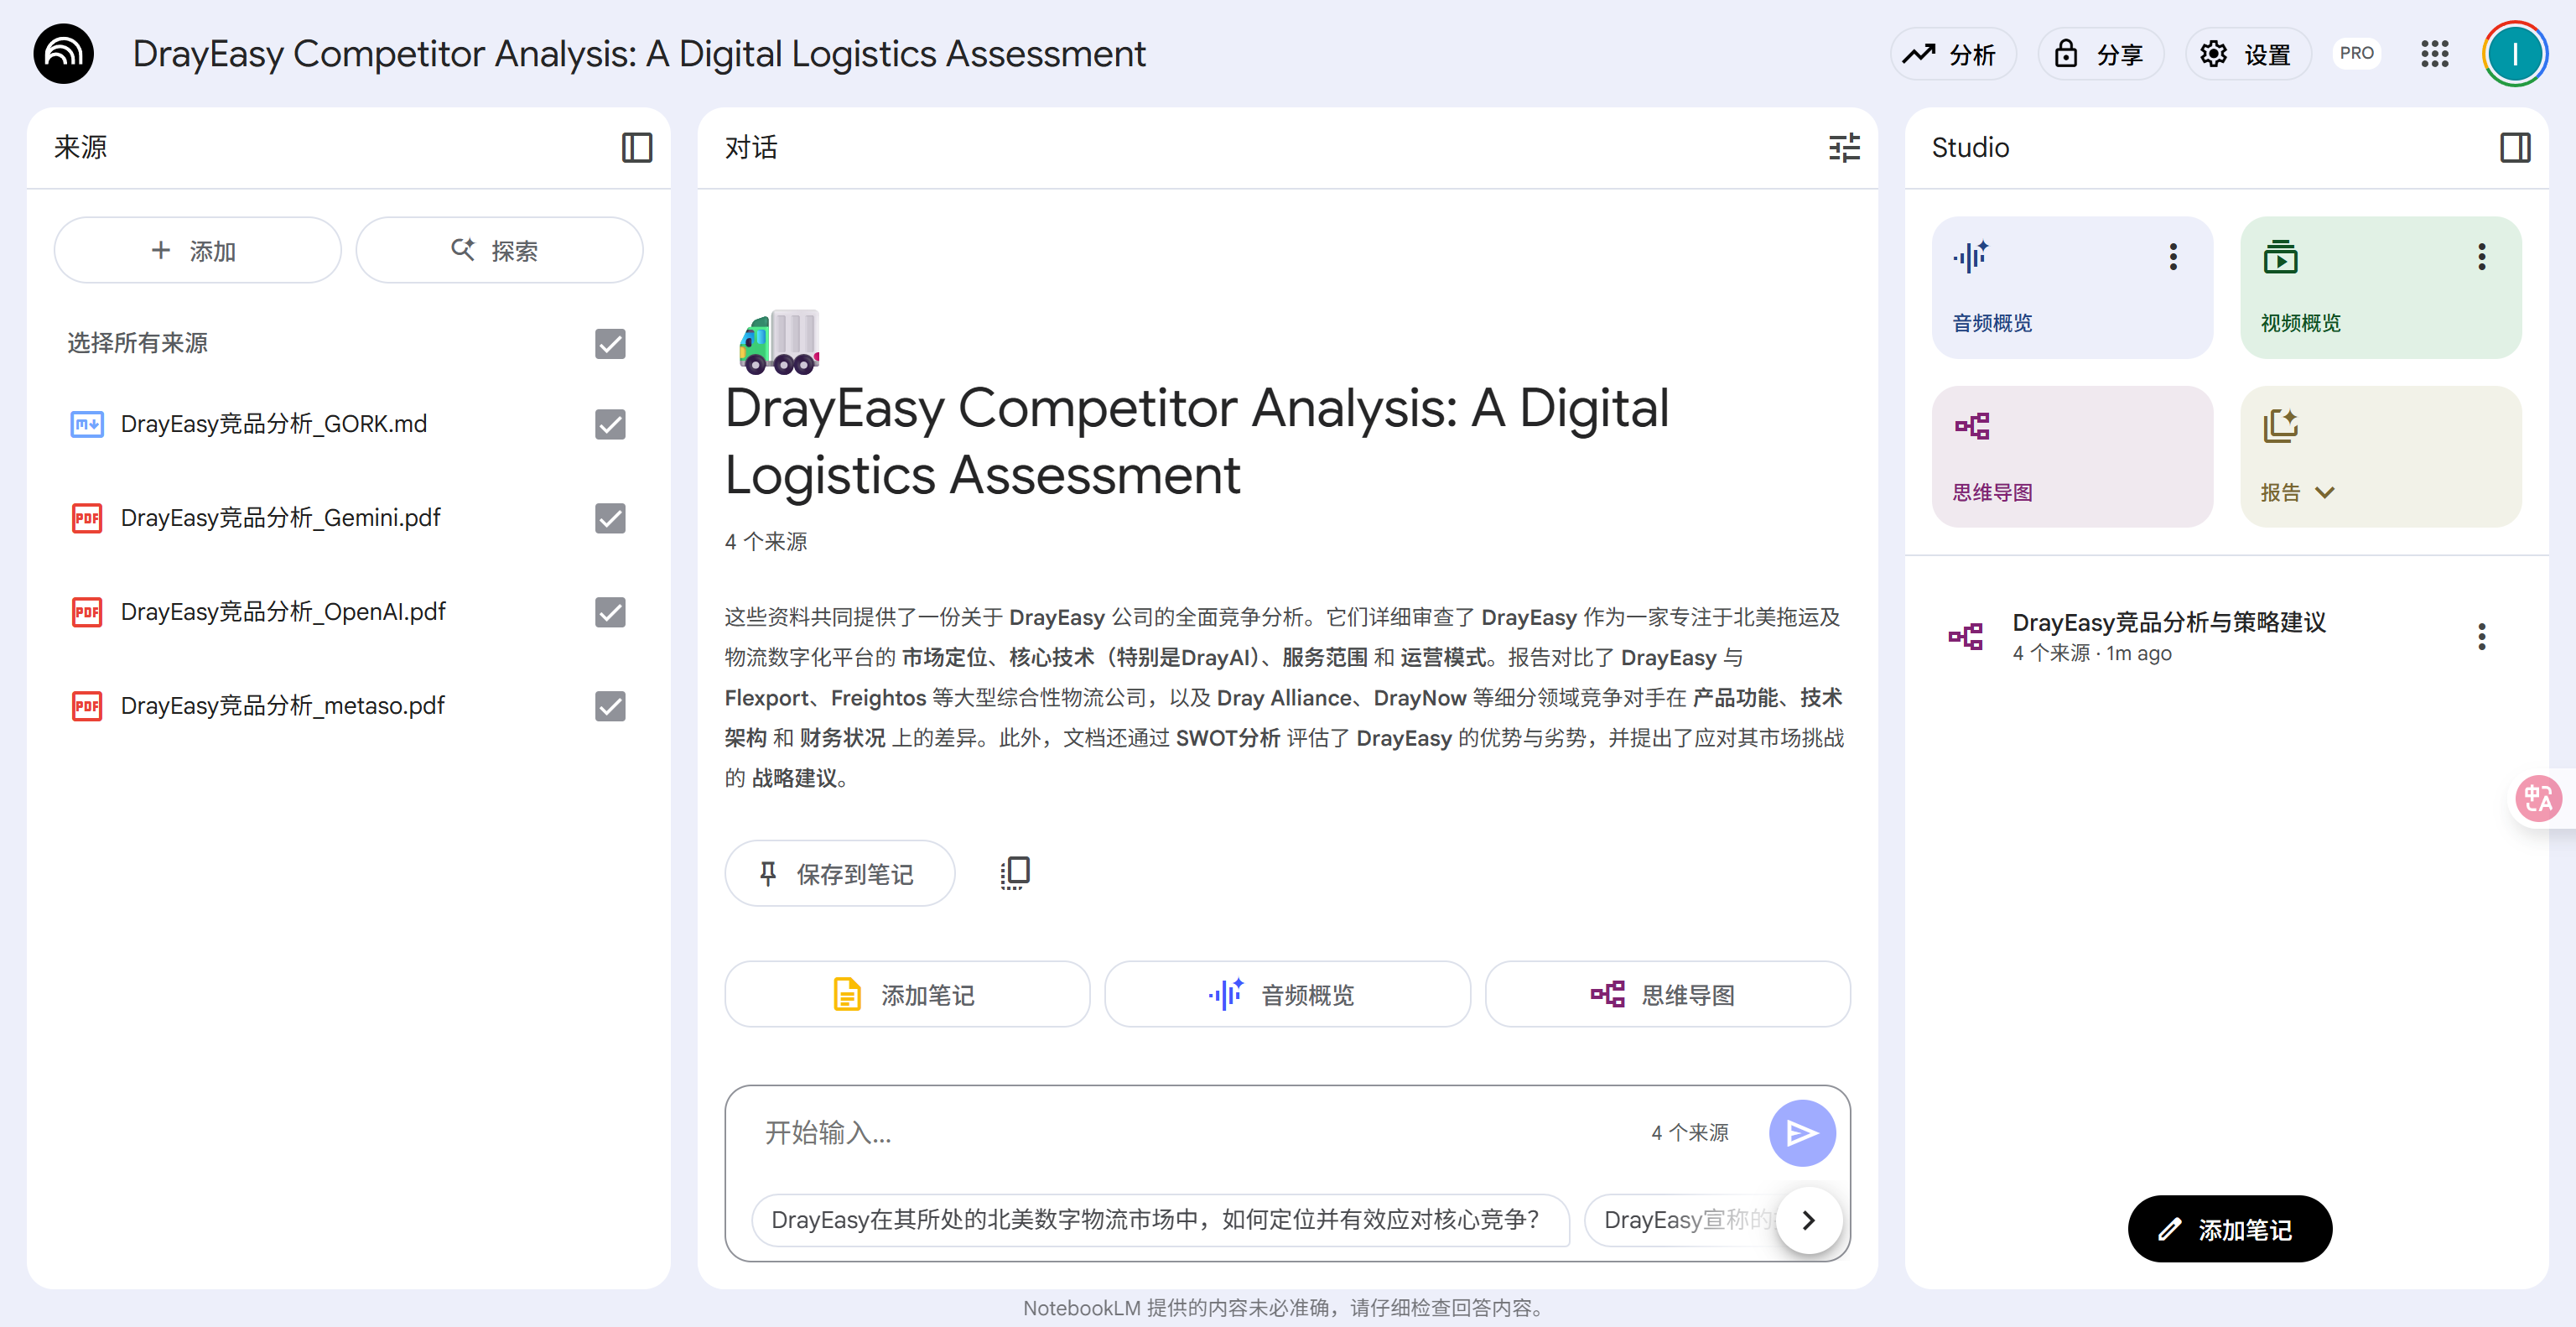 DrayEasy Competitor Analysis: A Digital Logistics Assessment
分析
分享
设置
PRO
I
来源
添加
探索
选择所有来源
DrayEasy竞品分析_GORK.md
DrayEasy竞品分析_Gemini.pdf
DrayEasy竞品分析_OpenAI.pdf
DrayEasy竞品分析_metaso.pdf
对话
DrayEasy Competitor Analysis: A Digital
Logistics Assessment
4 个来源
这些资料共同提供了一份关于 DrayEasy 公司的全面竞争分析。它们详细审查了 DrayEasy 作为一家专注于北美拖运及
物流数字化平台的 市场定位、核心技术（特别是DrayAI）、服务范围 和 运营模式。报告对比了 DrayEasy 与
Flexport、Freightos 等大型综合性物流公司，以及 Dray Alliance、DrayNow 等细分领域竞争对手在 产品功能、技术
架构 和 财务状况 上的差异。此外，文档还通过 SWOT分析 评估了 DrayEasy 的优势与劣势，并提出了应对其市场挑战
的 战略建议。
保存到笔记
添加笔记
音频概览
思维导图
开始输入...
4 个来源
DrayEasy在其所处的北美数字物流市场中，如何定位并有效应对核心竞争？
DrayEasy宣称的
NotebookLM 提供的内容未必准确，请仔细检查回答内容。
Studio
音频概览
视频概览
思维导图
报告
DrayEasy竞品分析与策略建议
4 个来源 · 1m ago
添加笔记